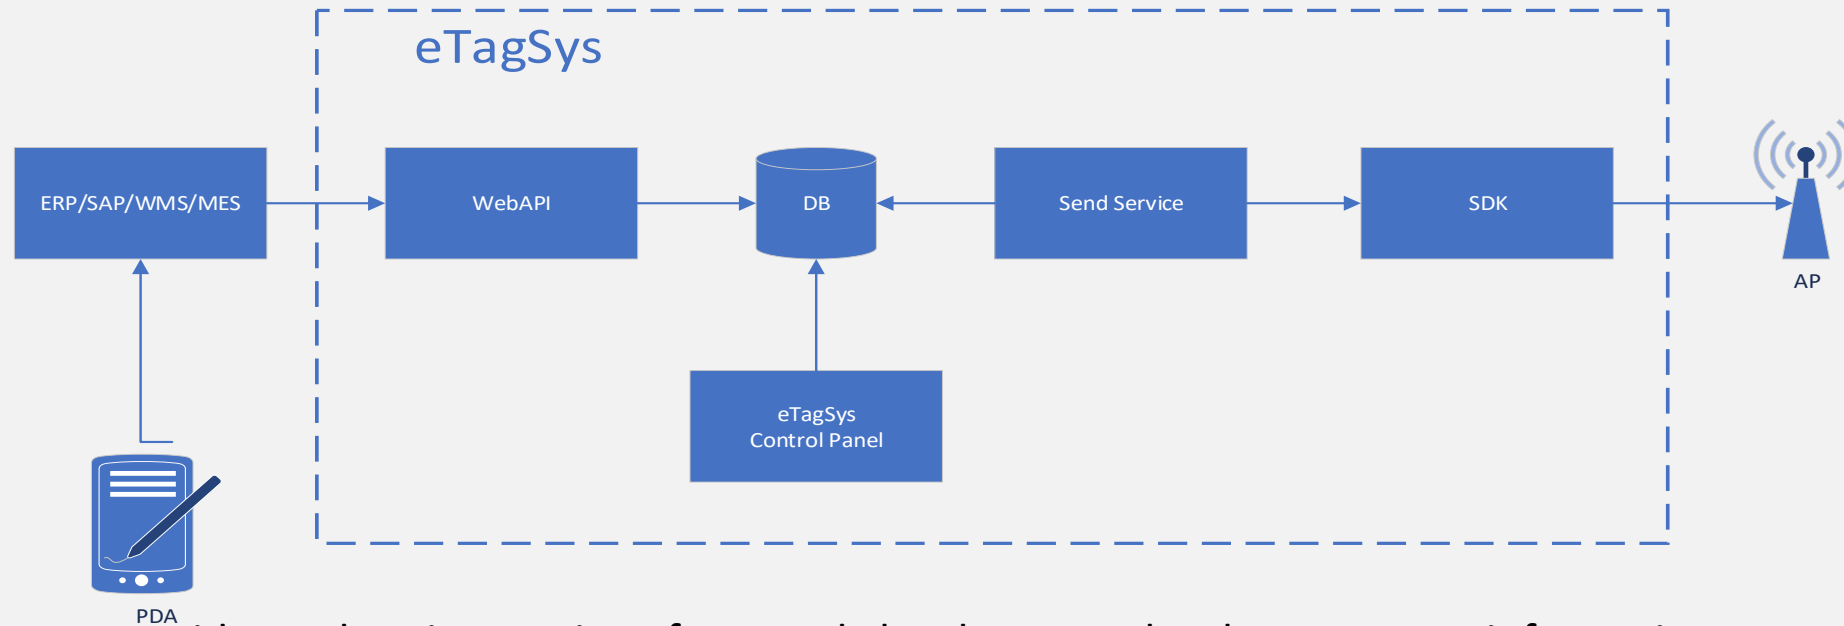 eTagSys
ERP/SAP/WMS/MES
WebAPI
DB
Send Service
SDK
AP
eTagSys
Control Panel
PDA